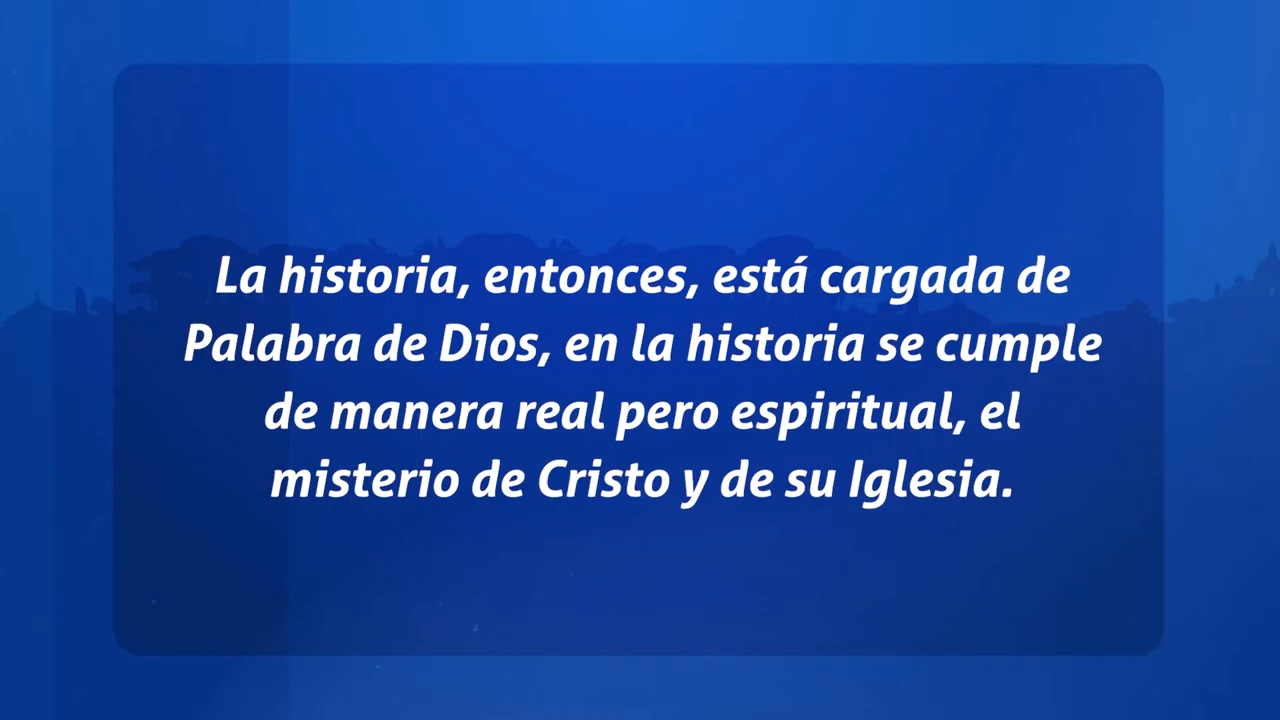 La historia, entonces, está cargada de
Palabra de Dios, en la historia se cumple
de manera real pero espiritual, el
misterio de Cristo y de su Iglesia.